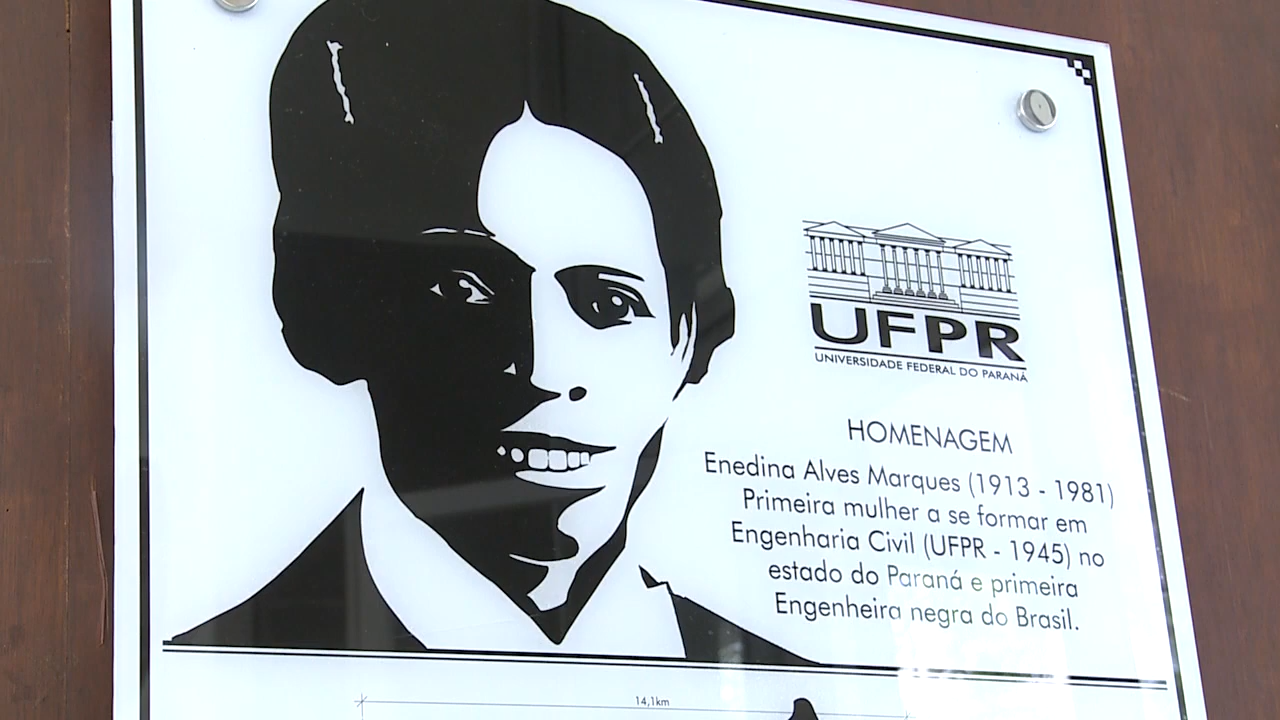 UFPR
UNIVERSIDADE FEDERAL DO PARANÁ
HOMENAGEM
Enedina Alves Marques (1913 - 1981)
Primeira mulher a se formar em
Engenharia Civil (UFPR - 1945) no
estado do Paraná e primeira
Engenheira negra do Brasil.
14,1km